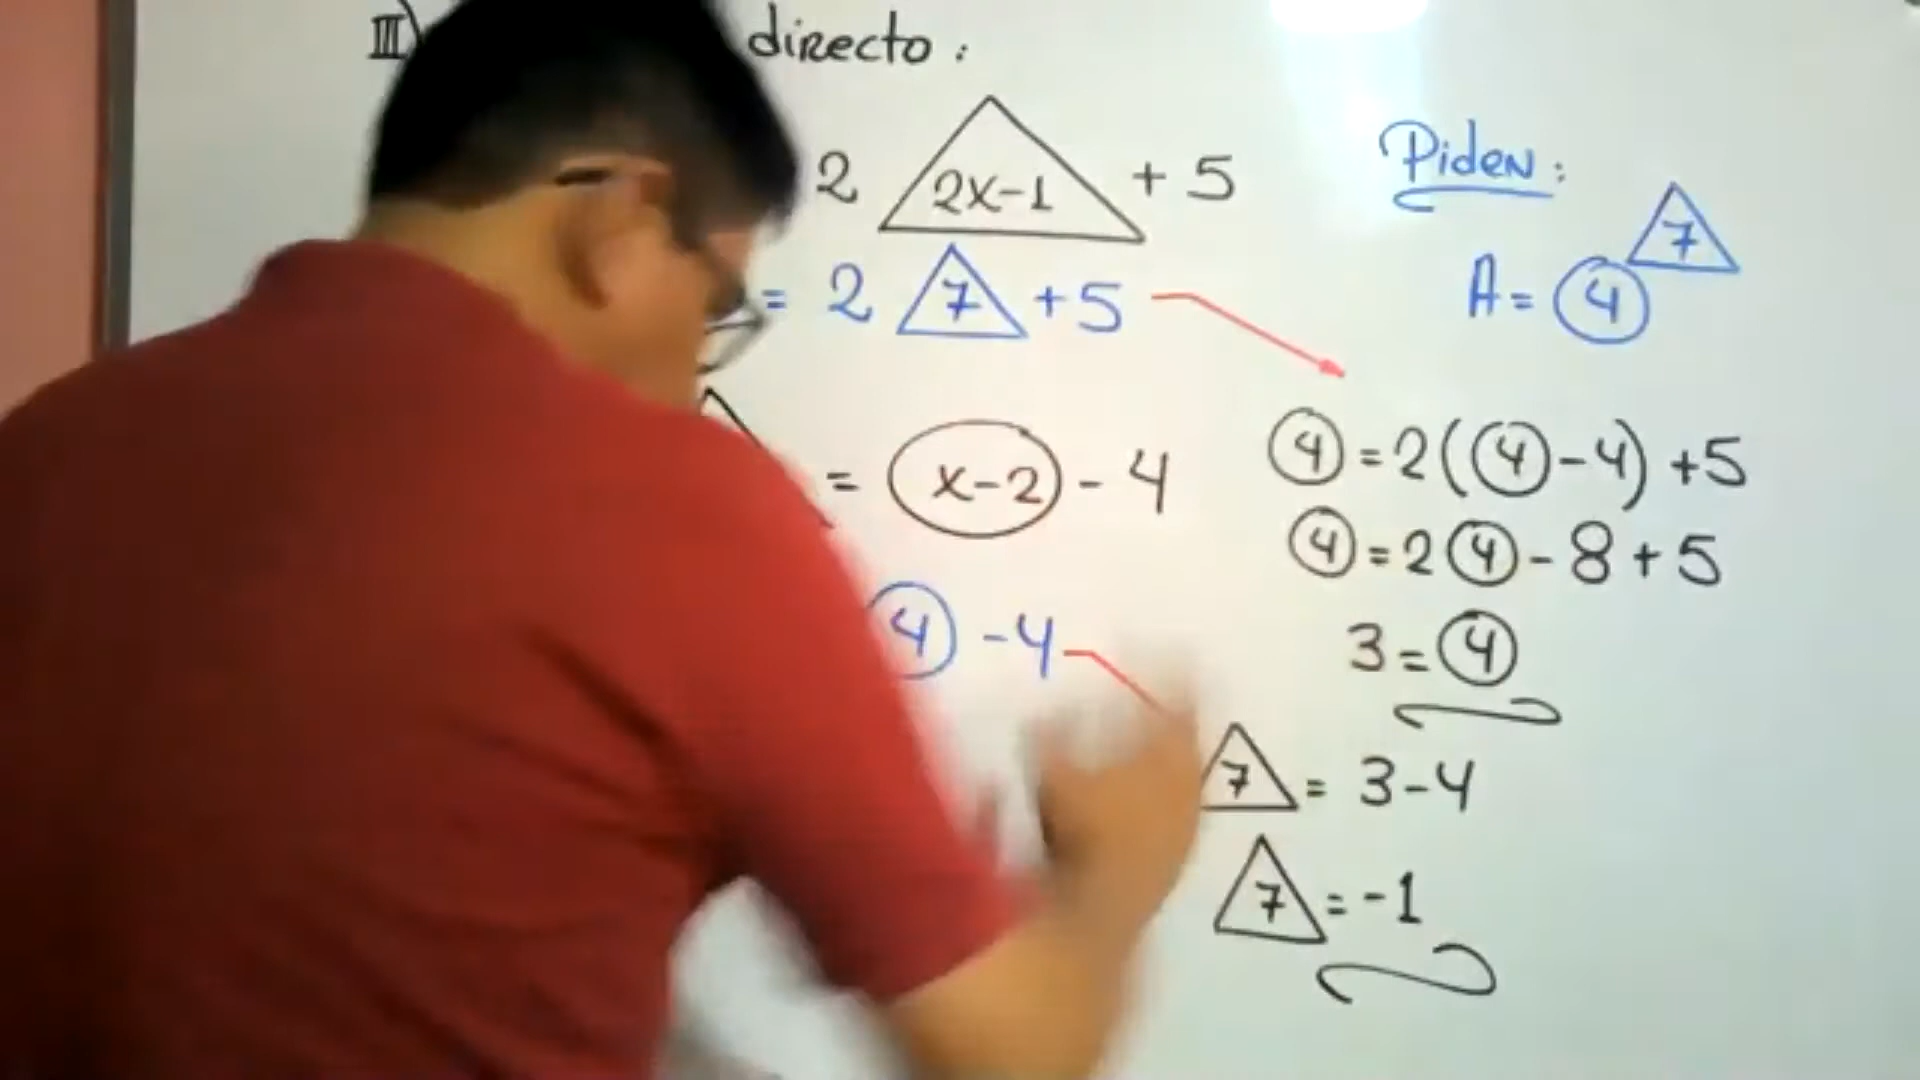 III) directo :
2 2x-1 + 5
= 2 7 +5
= x-2 - 4
4 -4
Piden :
A = 4 7
4 = 2(4 - 4) + 5
4 = 2 4 - 8 + 5
3 = 4
7 = 3-4
7 = -1